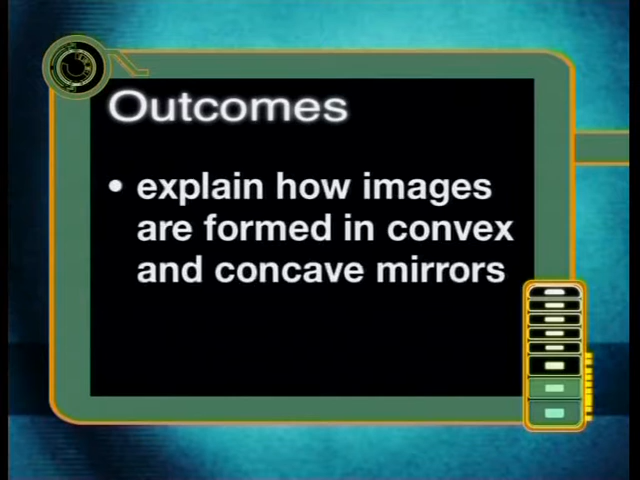 Outcomes
• explain how images
are formed in convex
and concave mirrors